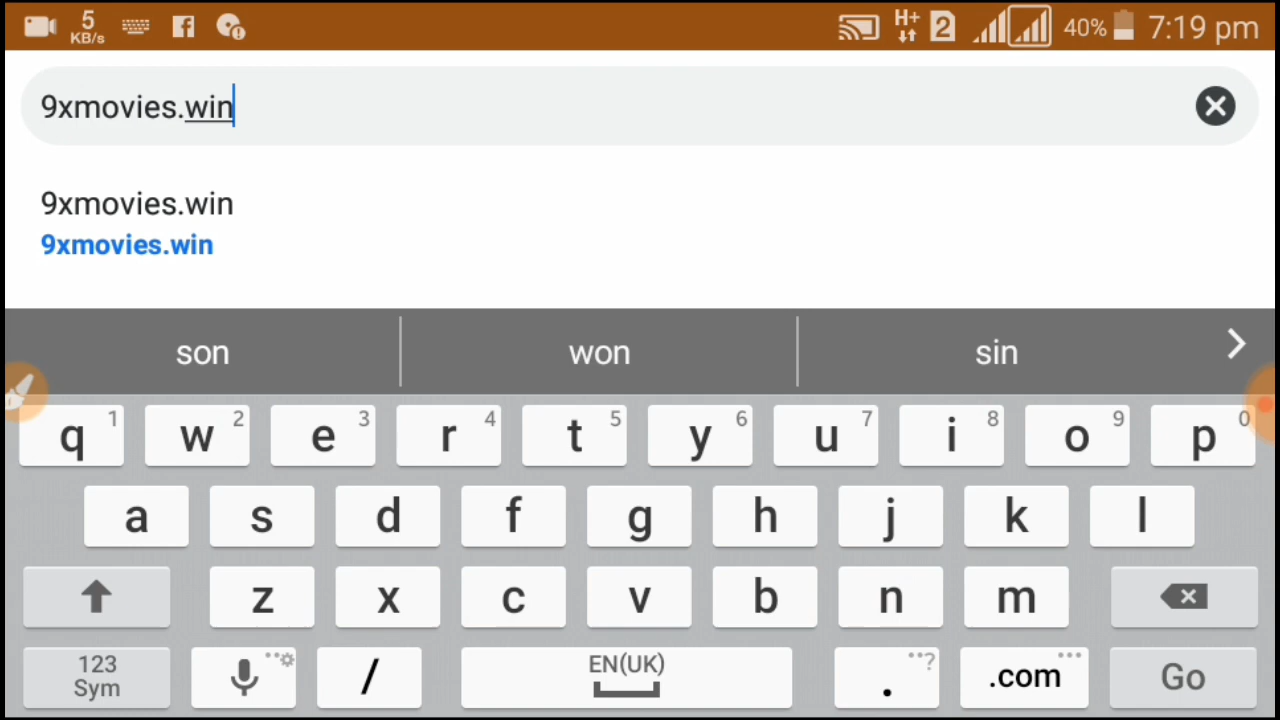 5 KB/s H+ 2 40% 7:19 pm
9xmovies.win
9xmovies.win
9xmovies.win
son won sin
q 1 w 2 e 3 r 4 t 5 y 6 u 7 i 8 o 9 p 0
a s d f g h j k l
z x c v b n m
123 Sym / EN(UK) . ? .com Go